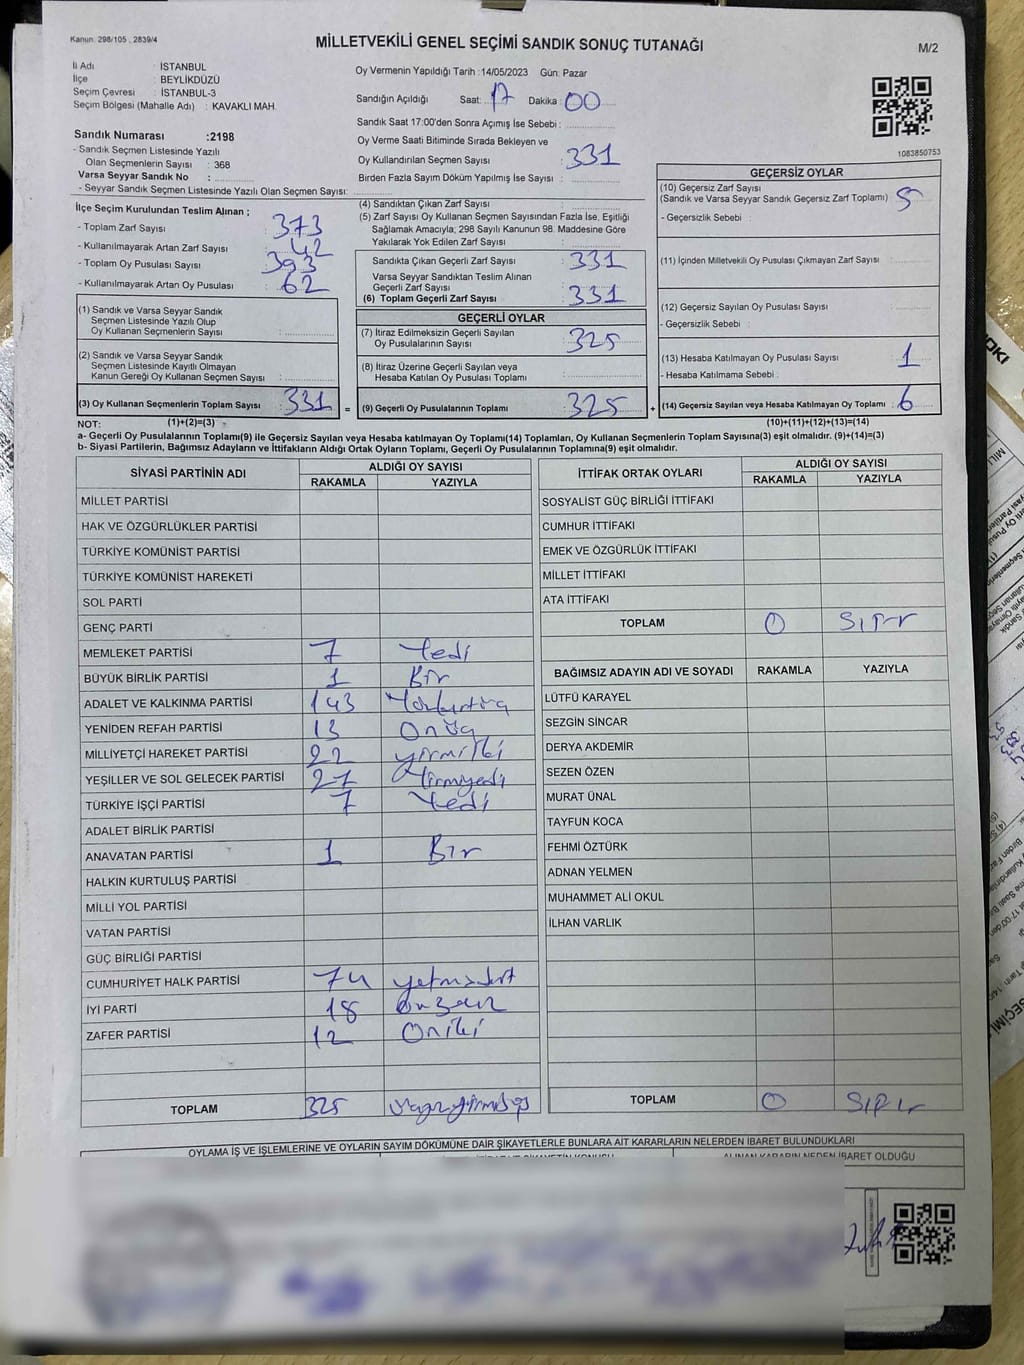 Kanun: 298/105, 2839/4
MİLLETVEKİLİ GENEL SEÇİMİ SANDIK SONUÇ TUTANAĞI
M/2
İl Adı : İSTANBUL
İlçe : BEYLİKDÜZÜ
Seçim Çevresi : İSTANBUL-3
Seçim Bölgesi (Mahalle Adı) : KAVAKLI MAH.
Sandık Numarası :2198
- Sandık Seçmen Listesinde Yazılı
Olan Seçmenlerin Sayısı : 368
Varsa Seyyar Sandık No :
- Seyyar Sandık Seçmen Listesinde Yazılı Olan Seçmen Sayısı:
Oy Vermenin Yapıldığı Tarih :14/05/2023 Gün: Pazar
Sandığın Açıldığı Saat: 17 Dakika: 00
Sandık Saat 17:00'den Sonra Açımış İse Sebebi :
Oy Verme Saati Bitiminde Sırada Bekleyen ve
Oy Kullandırılan Seçmen Sayısı : 331
Birden Fazla Sayım Döküm Yapılmış İse Sayısı :
1083850753
İlçe Seçim Kurulundan Teslim Alınan ;
- Toplam Zarf Sayısı : 373
- Kullanılmayarak Artan Zarf Sayısı : 42
- Toplam Oy Pusulası Sayısı : 393
- Kullanılmayarak Artan Oy Pusulası : 62
(1) Sandık ve Varsa Seyyar Sandık
Seçmen Listesinde Yazılı Olup
Oy Kullanan Seçmenlerin Sayısı :
(2) Sandık ve Varsa Seyyar Sandık
Seçmen Listesinde Kayıtlı Olmayan
Kanun Gereği Oy Kullanan Seçmen Sayısı :
(3) Oy Kullanan Seçmenlerin Toplam Sayısı : 331 =
(4) Sandıktan Çıkan Zarf Sayısı :
(5) Zarf Sayısı Oy Kullanan Seçmen Sayısından Fazla İse, Eşitliği
Sağlamak Amacıyla; 298 Sayılı Kanunun 98. Maddesine Göre
Yakılarak Yok Edilen Zarf Sayısı :
Sandıkta Çıkan Geçerli Zarf Sayısı : 331
Varsa Seyyar Sandıktan Teslim Alınan
Geçerli Zarf Sayısı :
(6) Toplam Geçerli Zarf Sayısı : 331
GEÇERLİ OYLAR
(7) İtiraz Edilmeksizin Geçerli Sayılan
Oy Pusulalarının Sayısı : 325
(8) İtiraz Üzerine Geçerli Sayılan veya
Hesaba Katılan Oy Pusulası Toplamı :
(9) Geçerli Oy Pusulalarının Toplamı : 325 +
GEÇERSİZ OYLAR
(10) Geçersiz Zarf Sayısı
(Sandık ve Varsa Seyyar Sandık Geçersiz Zarf Toplamı) : 5
- Geçersizlik Sebebi :
(11) İçinden Milletvekili Oy Pusulası Çıkmayan Zarf Sayısı :
(12) Geçersiz Sayılan Oy Pusulası Sayısı :
- Geçersizlik Sebebi :
(13) Hesaba Katılmayan Oy Pusulası Sayısı : 1
- Hesaba Katılmama Sebebi :
(14) Geçersiz Sayılan veya Hesaba Katılmayan Oy Toplamı : 6
NOT: (1)+(2)=(3) (10)+(11)+(12)+(13)=(14)
a- Geçerli Oy Pusulalarının Toplamı(9) ile Geçersiz Sayılan veya Hesaba katılmayan Oy Toplamı(14) Toplamları, Oy Kullanan Seçmenlerin Toplam Sayısına(3) eşit olmalıdır. (9)+(14)=(3)
b- Siyasi Partilerin, Bağımsız Adayların ve İttifakların Aldığı Ortak Oyların Toplamı, Geçerli Oy Pusulalarının Toplamına(9) eşit olmalıdır.
SİYASİ PARTİNİN ADI ALDIĞI OY SAYISI
RAKAMLA YAZIYLA
MİLLET PARTİSİ
HAK VE ÖZGÜRLÜKLER PARTİSİ
TÜRKİYE KOMÜNİST PARTİSİ
TÜRKİYE KOMÜNİST HAREKETİ
SOL PARTİ
GENÇ PARTİ
MEMLEKET PARTİSİ 7 Yedi
BÜYÜK BİRLİK PARTİSİ 1 Bir
ADALET VE KALKINMA PARTİSİ 143
YENİDEN REFAH PARTİSİ 13 Onüç
MİLLİYETÇİ HAREKET PARTİSİ 22 yirmiiki
YEŞİLLER VE SOL GELECEK PARTİSİ 27 Yirmiyedi
TÜRKİYE İŞÇİ PARTİSİ 7 Yedi
ADALET BİRLİK PARTİSİ
ANAVATAN PARTİSİ 1 Bir
HALKIN KURTULUŞ PARTİSİ
MİLLİ YOL PARTİSİ
VATAN PARTİSİ
GÜÇ BİRLİĞİ PARTİSİ
CUMHURİYET HALK PARTİSİ 74 yetmişdört
İYİ PARTİ 18 onsekiz
ZAFER PARTİSİ 12 Oniki
TOPLAM 325
İTTİFAK ORTAK OYLARI ALDIĞI OY SAYISI
RAKAMLA YAZIYLA
SOSYALİST GÜÇ BİRLİĞİ İTTİFAKI
CUMHUR İTTİFAKI
EMEK VE ÖZGÜRLÜK İTTİFAKI
MİLLET İTTİFAKI
ATA İTTİFAKI
TOPLAM 0 Sıfır
BAĞIMSIZ ADAYIN ADI VE SOYADI RAKAMLA YAZIYLA
LÜTFÜ KARAYEL
SEZGİN SİNCAR
DERYA AKDEMİR
SEZEN ÖZEN
MURAT ÜNAL
TAYFUN KOCA
FEHMİ ÖZTÜRK
ADNAN YELMEN
MUHAMMET ALİ OKUL
İLHAN VARLIK
TOPLAM 0 Sıfır
OYLAMA İŞ VE İŞLEMLERİNE VE OYLARIN SAYIM DÖKÜMÜNE DAİR ŞİKAYETLERLE BUNLARA AİT KARARLARIN NELERDEN İBARET BULUNDUKLARI
ALINAN KARARIN NEDEN İBARET OLDUĞU